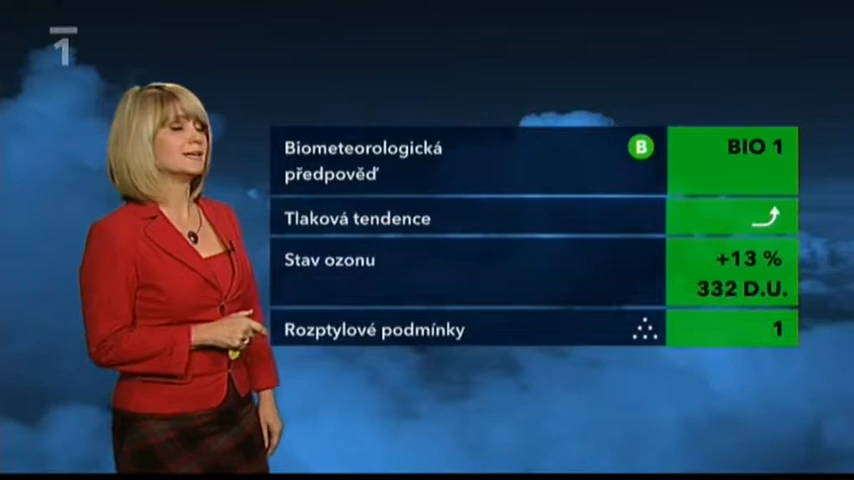 1
Biometeorologická B BIO 1
předpověď
Tlaková tendence
Stav ozonu +13 %
332 D.U.
Rozptylové podmínky 1